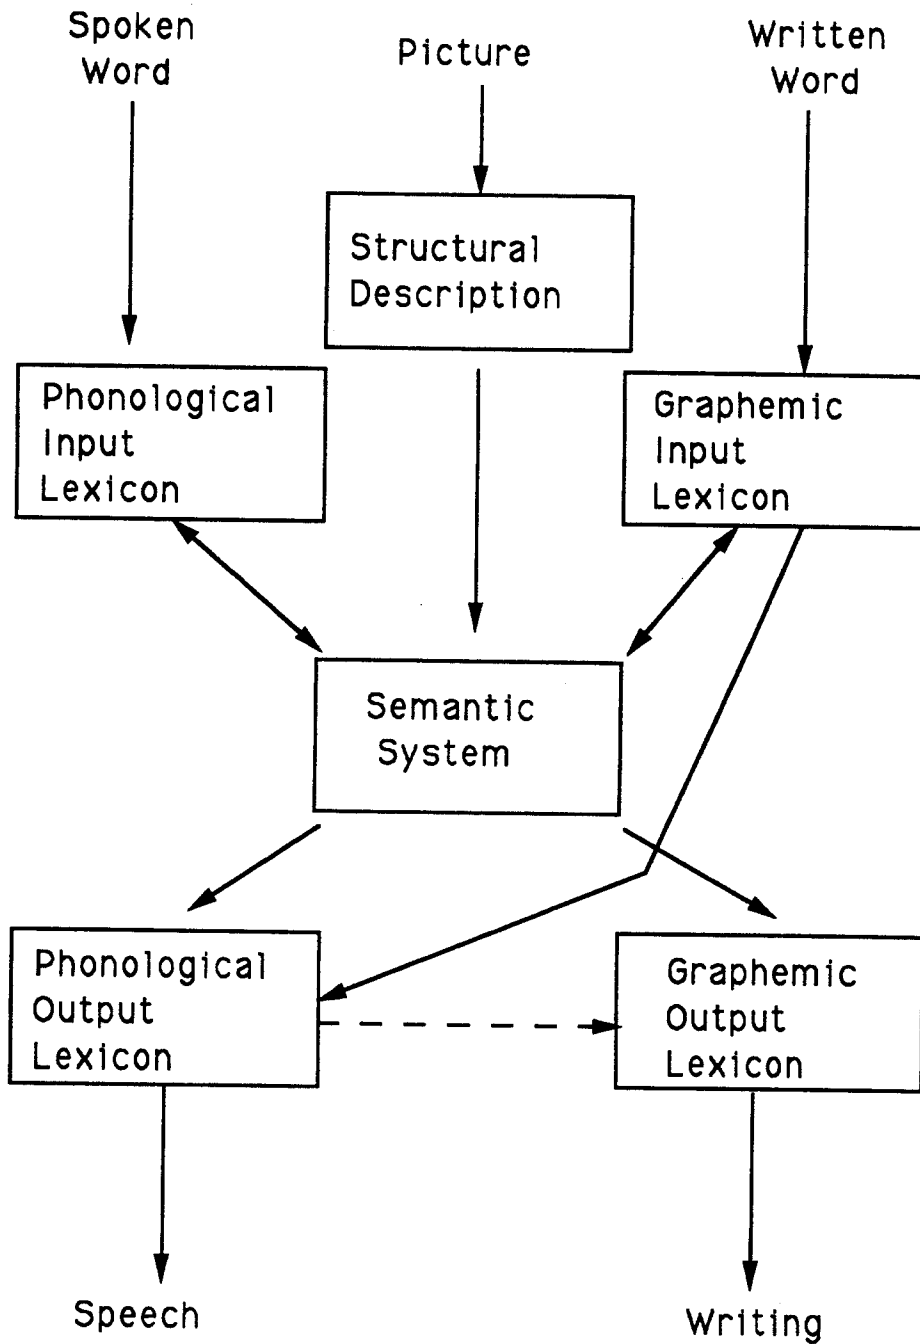 Spoken
Word
Picture
Written
Word
Structural
Description
Phonological
Input
Lexicon
Graphemic
Input
Lexicon
Semantic
System
Phonological
Output
Lexicon
Graphemic
Output
Lexicon
Speech
Writing